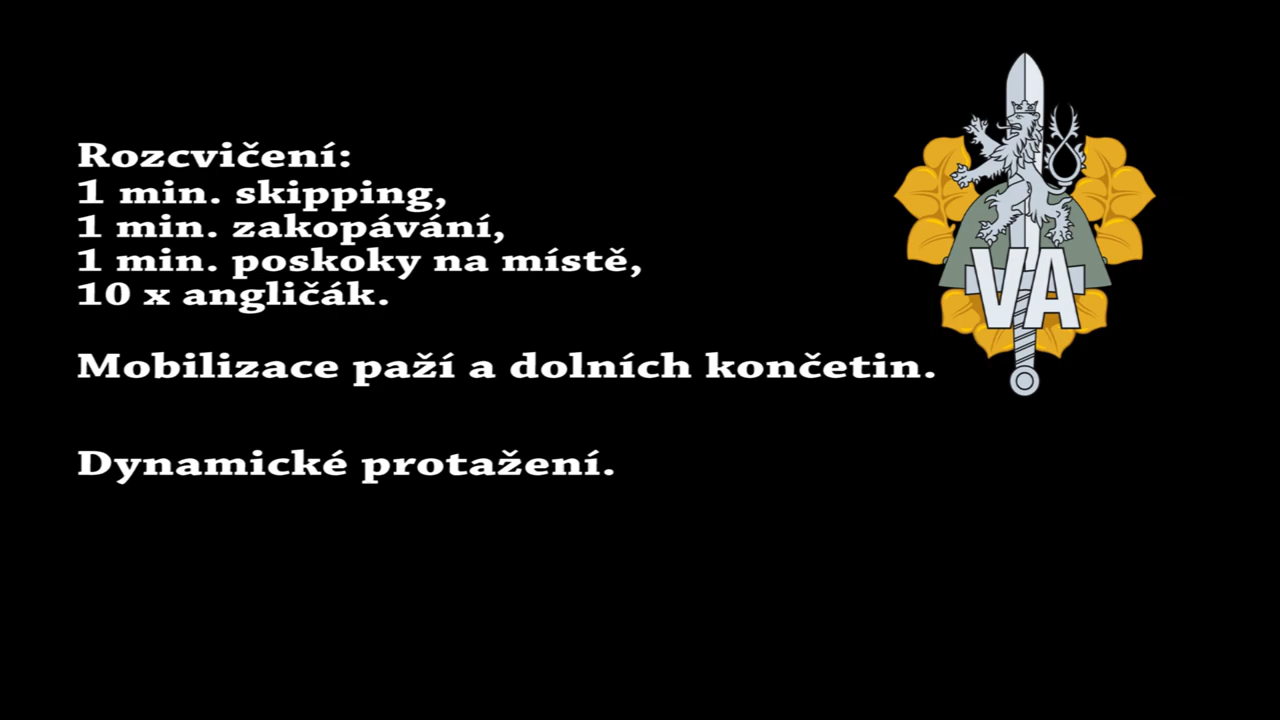 Rozcvičení:
1 min. skipping,
1 min. zakopávání,
1 min. poskoky na místě,
10 x angličák.
Mobilizace paží a dolních končetin.
Dynamické protažení.
VA